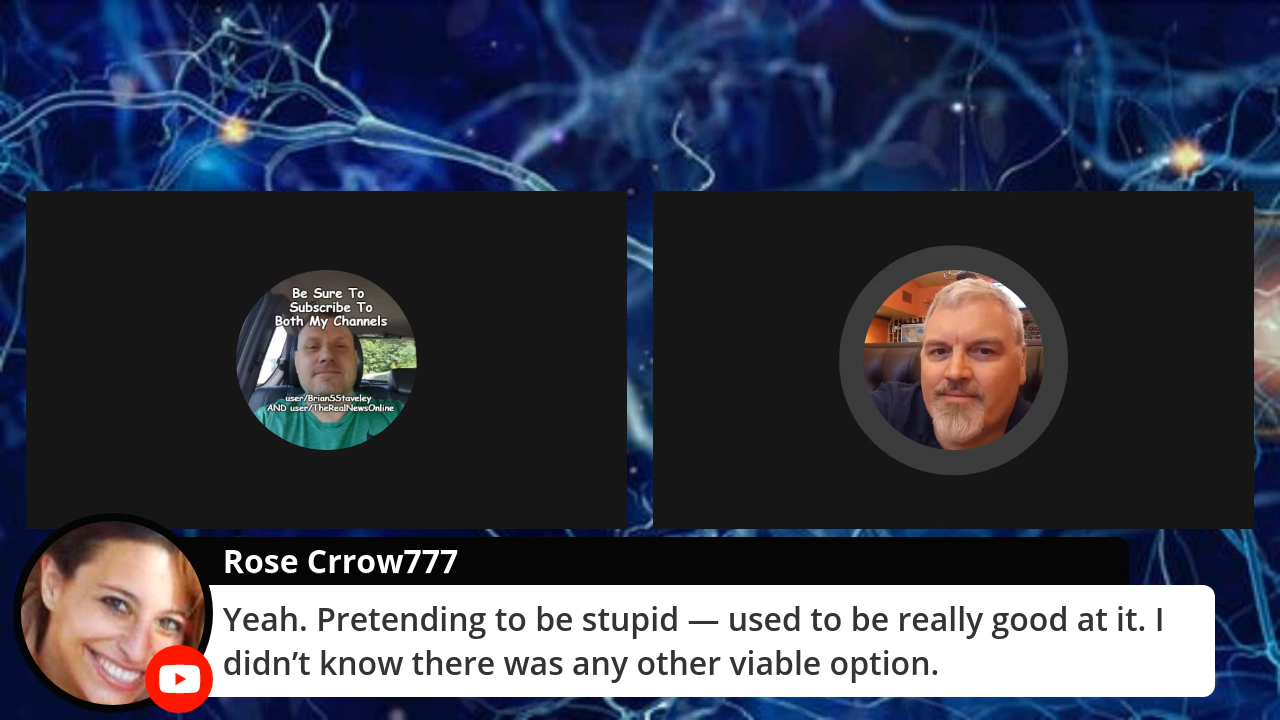 Be Sure To
Subscribe To
Both My Channels
user/BrianSStaveley
AND user/TheRealNewsOnline
Rose Crrow777
Yeah. Pretending to be stupid — used to be really good at it. I
didn’t know there was any other viable option.